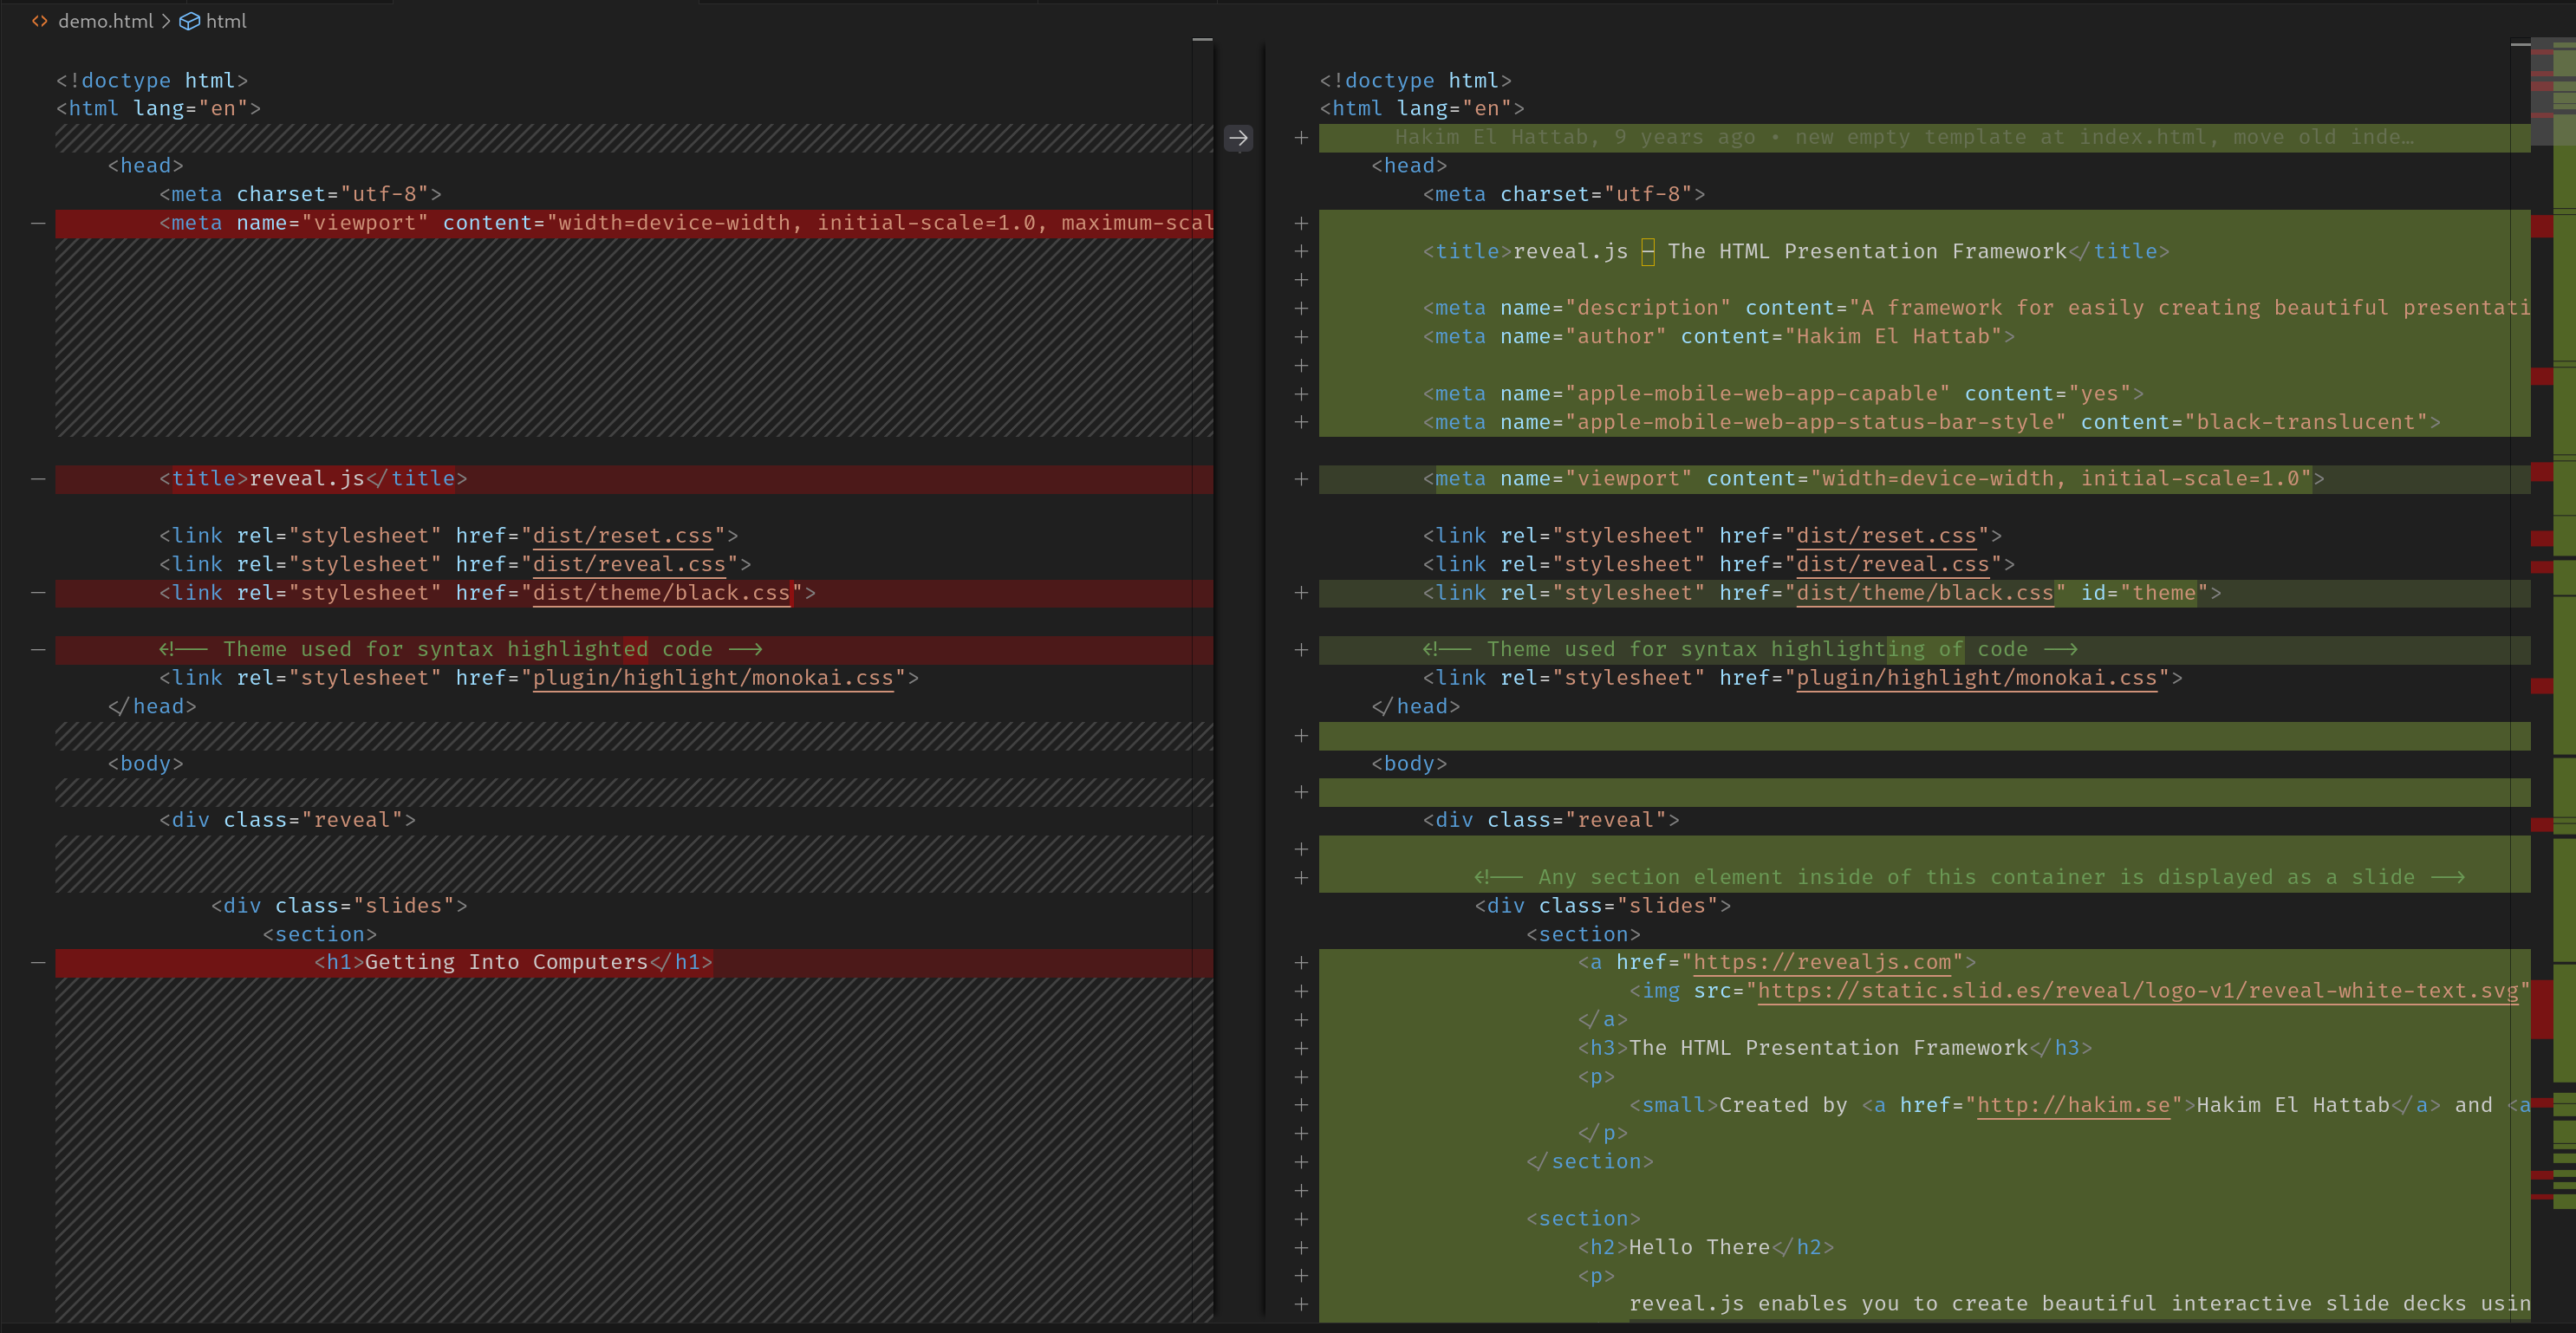 demo.html > html
<!doctype html>
<html lang="en">
<head>
<meta charset="utf-8">
<meta name="viewport" content="width=device-width, initial-scale=1.0, maximum-scal
<title>reveal.js</title>
<link rel="stylesheet" href="dist/reset.css">
<link rel="stylesheet" href="dist/reveal.css">
<link rel="stylesheet" href="dist/theme/black.css">
<!-- Theme used for syntax highlighted code -->
<link rel="stylesheet" href="plugin/highlight/monokai.css">
</head>
<body>
<div class="reveal">
<div class="slides">
<section>
<h1>Getting Into Computers</h1>
<!doctype html>
<html lang="en">
Hakim El Hattab, 9 years ago • new empty template at index.html, move old inde…
<head>
<meta charset="utf-8">
<title>reveal.js – The HTML Presentation Framework</title>
<meta name="description" content="A framework for easily creating beautiful presentati
<meta name="author" content="Hakim El Hattab">
<meta name="apple-mobile-web-app-capable" content="yes">
<meta name="apple-mobile-web-app-status-bar-style" content="black-translucent">
<meta name="viewport" content="width=device-width, initial-scale=1.0">
<link rel="stylesheet" href="dist/reset.css">
<link rel="stylesheet" href="dist/reveal.css">
<link rel="stylesheet" href="dist/theme/black.css" id="theme">
<!-- Theme used for syntax highlighting of code -->
<link rel="stylesheet" href="plugin/highlight/monokai.css">
</head>
<body>
<div class="reveal">
<!-- Any section element inside of this container is displayed as a slide -->
<div class="slides">
<section>
<a href="https://revealjs.com">
<img src="https://static.slid.es/reveal/logo-v1/reveal-white-text.svg"
</a>
<h3>The HTML Presentation Framework</h3>
<p>
<small>Created by <a href="http://hakim.se">Hakim El Hattab</a> and <a
</p>
</section>
<section>
<h2>Hello There</h2>
<p>
reveal.js enables you to create beautiful interactive slide decks usin